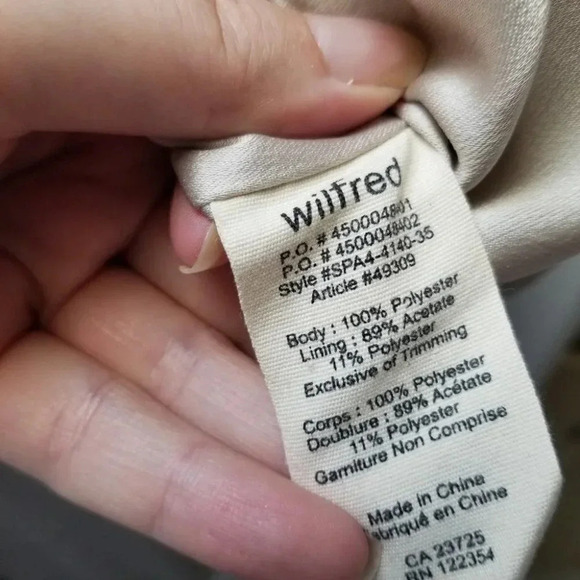 wilfred
P.O. # 450004801
P.O. # 4500048402
Style #SPA4-4140-35
Article #49309
Body : 100% Polyester
Lining : 89% Acetate
11% Polyester
Exclusive of Trimming
Corps : 100% Polyester
Doublure : 89% Acétate
11% Polyester
Garniture Non Comprise
Made in China
Fabriqué en Chine
CA 23725
RN 122354